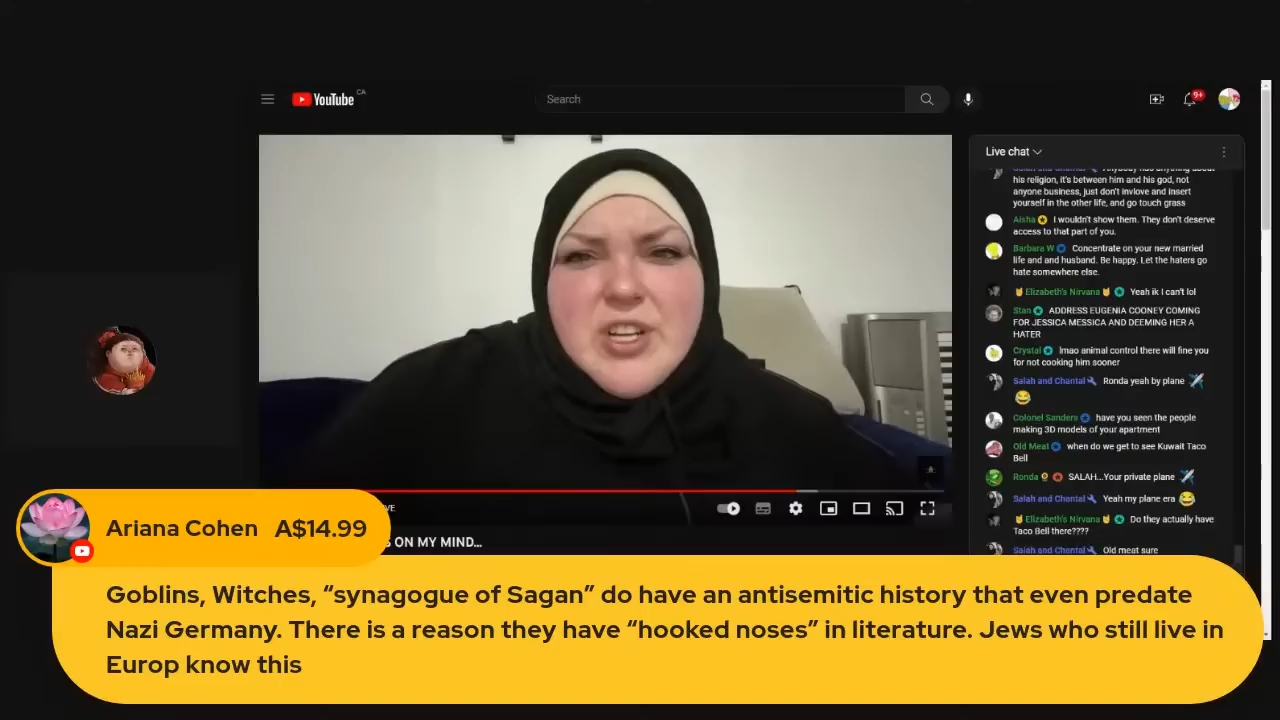 YouTube CA
Search
9+
Live chat
his religion, it's between him and his god, not
anyone business, just don't invlove and insert
yourself in the other life, and go touch grass
Aisha I wouldn't show them. They don't deserve
access to that part of you.
Barbara W Concentrate on your new married
life and and husband. Be happy. Let the haters go
hate somewhere else.
Elizabeth's Nirvana Yeah ik I can't lol
Stan ADDRESS EUGENIA COONEY COMING
FOR JESSICA MESSICA AND DEEMING HER A
HATER
Crystal lmao animal control there will fine you
for not cooking him sooner
Salah and Chantal Ronda yeah by plane
Colonel Sanders have you seen the people
making 3D models of your apartment
Old Meat when do we get to see Kuwait Taco
Bell
Ronda SALAH...Your private plane
Salah and Chantal Yeah my plane era
Elizabeth's Nirvana Do they actually have
Taco Bell there????
Salah and Chantal Old meat sure
S ON MY MIND...
Ariana Cohen A$14.99
Goblins, Witches, “synagogue of Sagan” do have an antisemitic history that even predate
Nazi Germany. There is a reason they have “hooked noses” in literature. Jews who still live in
Europ know this